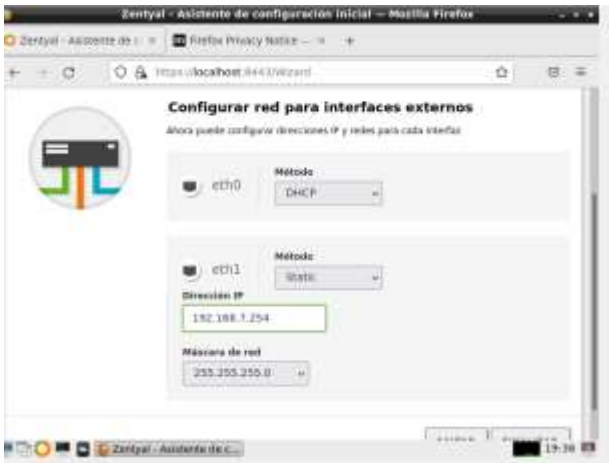 Zentyal - Asistente de configuración inicial — Mozilla Firefox
Zentyal - Asistente de c
Firefox Privacy Notice —
https://localhost:8443/Wizard
Configurar red para interfaces externos
Ahora puede configurar direcciones IP y redes para cada interfaz
eth0
Método
DHCP
eth1
Método
Static
Dirección IP
192.168.7.254
Máscara de red
255.255.255.0
Zentyal - Asistente de c...
19:36